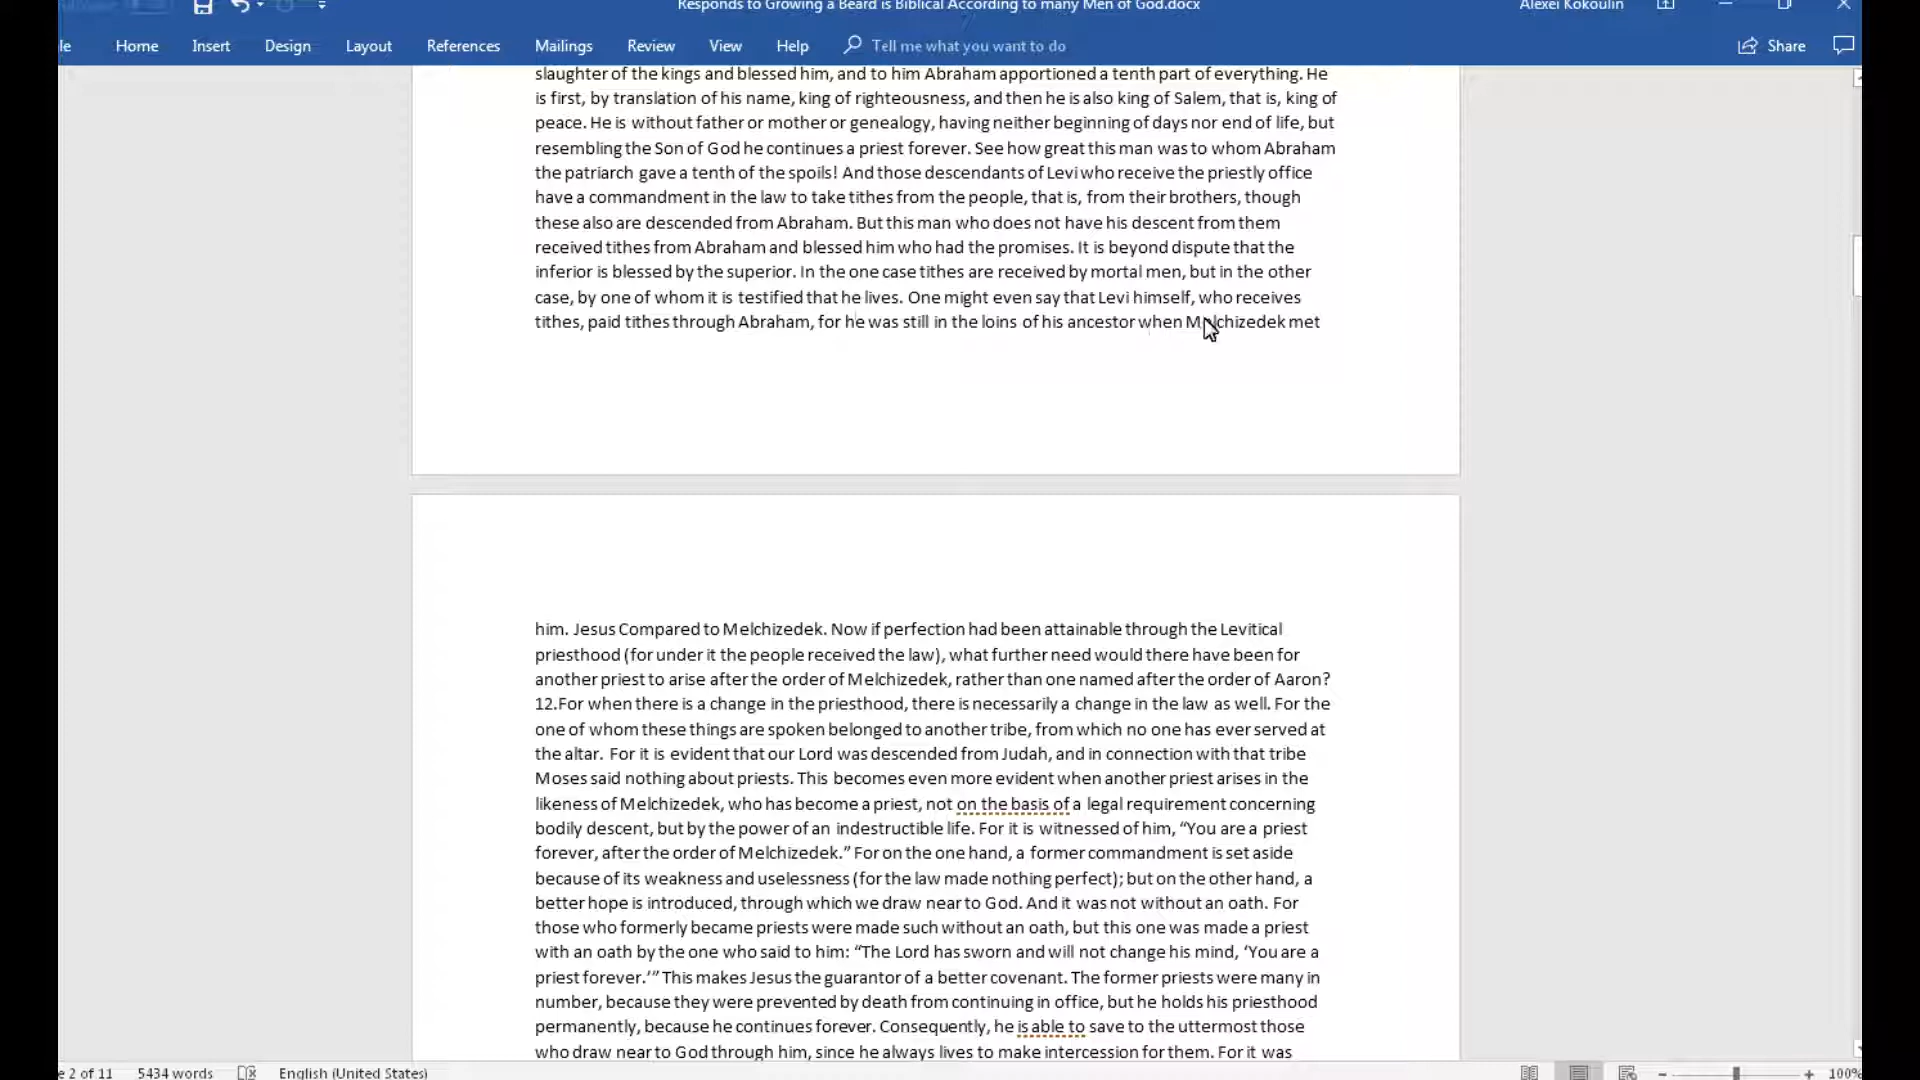 Responds to Growing a Beard is Biblical According to many Men of God.docx
Alexei Kokoulin
le Home Insert Design Layout References Mailings Review View Help Tell me what you want to do Share
slaughter of the kings and blessed him, and to him Abraham apportioned a tenth part of everything. He
is first, by translation of his name, king of righteousness, and then he is also king of Salem, that is, king of
peace. He is without father or mother or genealogy, having neither beginning of days nor end of life, but
resembling the Son of God he continues a priest forever. See how great this man was to whom Abraham
the patriarch gave a tenth of the spoils! And those descendants of Levi who receive the priestly office
have a commandment in the law to take tithes from the people, that is, from their brothers, though
these also are descended from Abraham. But this man who does not have his descent from them
received tithes from Abraham and blessed him who had the promises. It is beyond dispute that the
inferior is blessed by the superior. In the one case tithes are received by mortal men, but in the other
case, by one of whom it is testified that he lives. One might even say that Levi himself, who receives
tithes, paid tithes through Abraham, for he was still in the loins of his ancestor when Melchizedek met
him. Jesus Compared to Melchizedek. Now if perfection had been attainable through the Levitical
priesthood (for under it the people received the law), what further need would there have been for
another priest to arise after the order of Melchizedek, rather than one named after the order of Aaron?
12.For when there is a change in the priesthood, there is necessarily a change in the law as well. For the
one of whom these things are spoken belonged to another tribe, from which no one has ever served at
the altar. For it is evident that our Lord was descended from Judah, and in connection with that tribe
Moses said nothing about priests. This becomes even more evident when another priest arises in the
likeness of Melchizedek, who has become a priest, not on the basis of a legal requirement concerning
bodily descent, but by the power of an indestructible life. For it is witnessed of him, “You are a priest
forever, after the order of Melchizedek.” For on the one hand, a former commandment is set aside
because of its weakness and uselessness (for the law made nothing perfect); but on the other hand, a
better hope is introduced, through which we draw near to God. And it was not without an oath. For
those who formerly became priests were made such without an oath, but this one was made a priest
with an oath by the one who said to him: “The Lord has sworn and will not change his mind, ‘You are a
priest forever.’” This makes Jesus the guarantor of a better covenant. The former priests were many in
number, because they were prevented by death from continuing in office, but he holds his priesthood
permanently, because he continues forever. Consequently, he is able to save to the uttermost those
who draw near to God through him, since he always lives to make intercession for them. For it was
e 2 of 11 5434 words English (United States) 100%